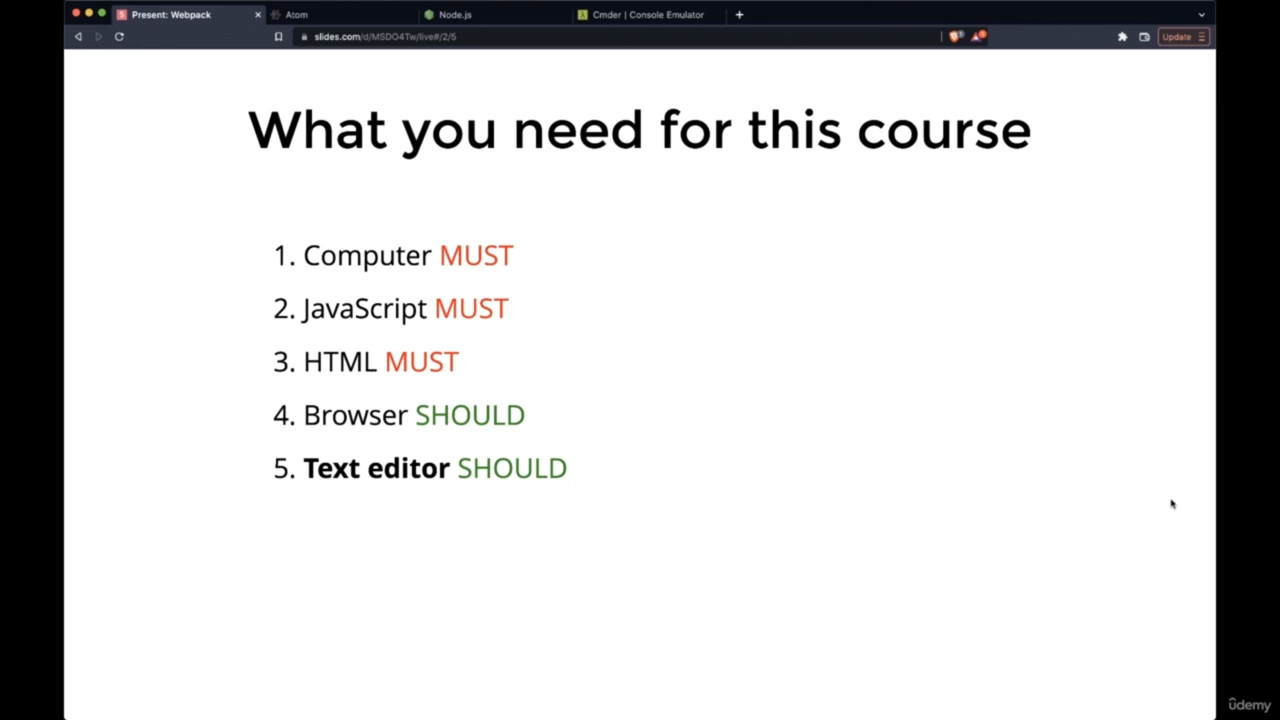 Present: Webpack
Atom
Node.js
Cmder | Console Emulator
slides.com/d/MSDO4Tw/live#/2/5
Update
What you need for this course
1. Computer MUST
2. JavaScript MUST
3. HTML MUST
4. Browser SHOULD
5. Text editor SHOULD
ûdemy